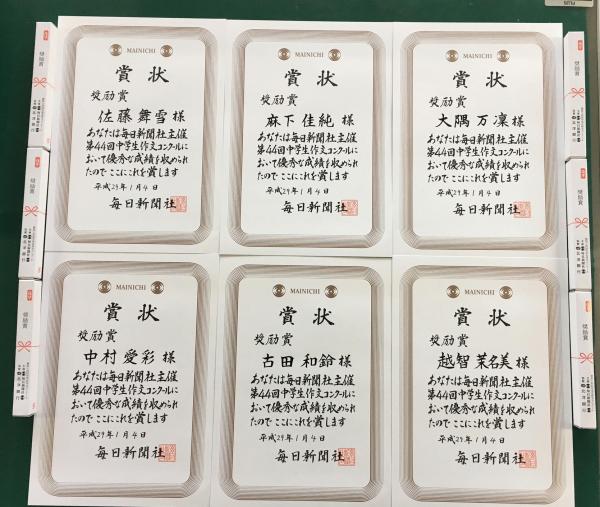 MAINICHI
賞状
奨励賞
佐藤 舞雪 様
あなたは毎日新聞社主催
第44回中学生作文コンクールに
おいて優秀な成績を収められ
たので ここにこれを賞します
平成29年1月4日
毎日新聞社
MAINICHI
賞状
奨励賞
麻下 佳純 様
あなたは毎日新聞社主催
第44回中学生作文コンクールに
おいて優秀な成績を収められ
たので ここにこれを賞します
平成29年1月4日
毎日新聞社
MAINICHI
賞状
奨励賞
大隅 万凜 様
あなたは毎日新聞社主催
第44回中学生作文コンクールに
おいて優秀な成績を収められ
たので ここにこれを賞します
平成29年1月4日
毎日新聞社
MAINICHI
賞状
奨励賞
中村 愛彩 様
あなたは毎日新聞社主催
第44回中学生作文コンクールに
おいて優秀な成績を収められ
たので ここにこれを賞します
平成29年1月4日
毎日新聞社
MAINICHI
賞状
奨励賞
古田 和鈴 様
あなたは毎日新聞社主催
第44回中学生作文コンクールに
おいて優秀な成績を収められ
たので ここにこれを賞します
平成29年1月4日
毎日新聞社
MAINICHI
賞状
奨励賞
越智 茉名美 様
あなたは毎日新聞社主催
第44回中学生作文コンクールに
おいて優秀な成績を収められ
たので ここにこれを賞します
平成29年1月4日
毎日新聞社
奨励賞
奨励賞
奨励賞
奨励賞
奨励賞
奨励賞
PLUS